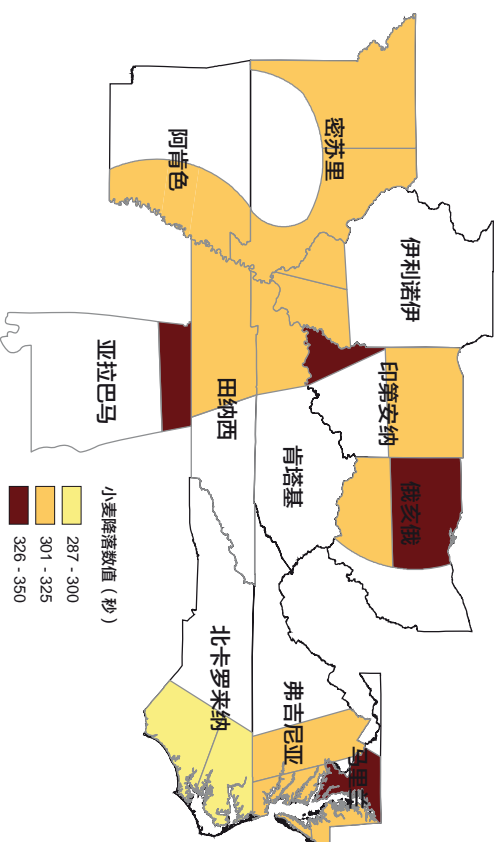 密苏里
阿肯色
伊利诺伊
印第安纳
俄亥俄
田纳西
肯塔基
亚拉巴马
北卡罗来纳
弗吉尼亚
马里兰
小麦降落数值（秒）
287 - 300
301 - 325
326 - 350